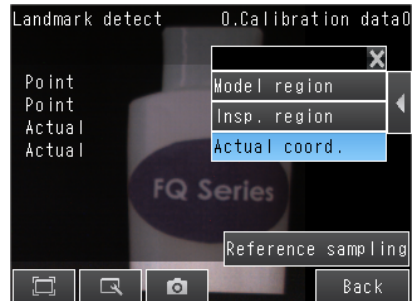 Landmark detect 0.Calibration data0
Model region
Point
Point
Insp. region
Actual
Actual
Actual coord.
FQ Series
Reference sampling
Back